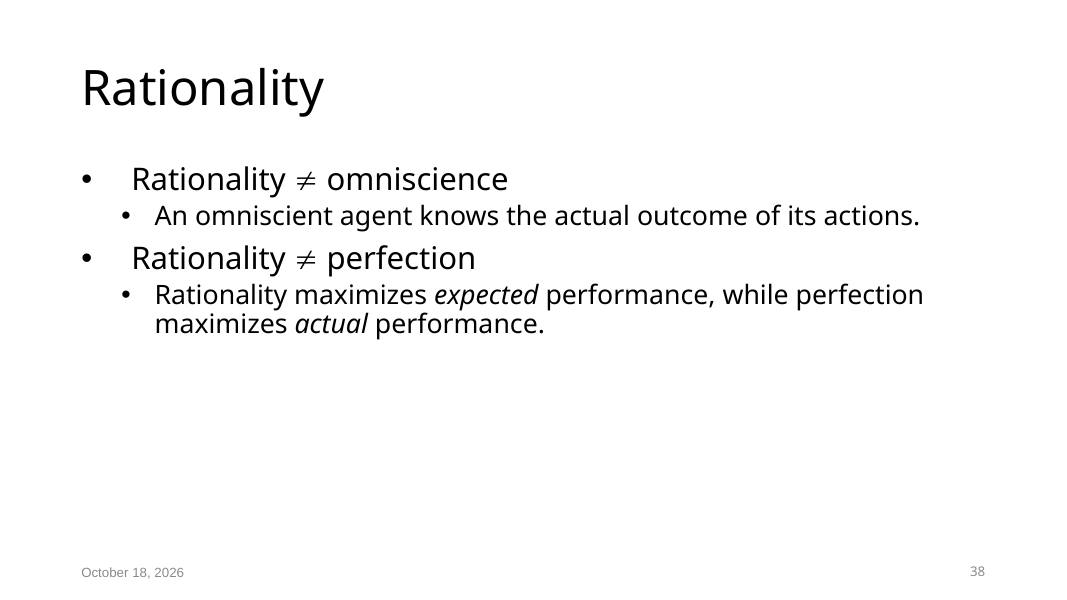 Rationality
• Rationality ≠ omniscience
• An omniscient agent knows the actual outcome of its actions.
• Rationality ≠ perfection
• Rationality maximizes expected performance, while perfection
maximizes actual performance.
October 18, 2026
38